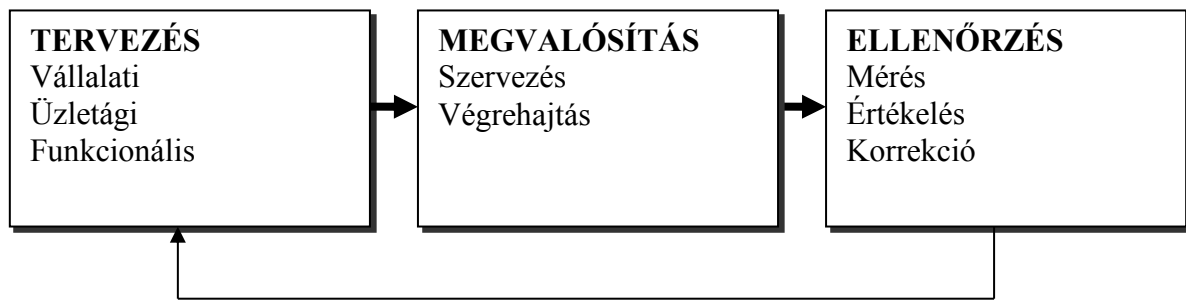 TERVEZÉS
Vállalati
Üzletági
Funkcionális
MEGVALÓSÍTÁS
Szervezés
Végrehajtás
ELLENŐRZÉS
Mérés
Értékelés
Korrekció